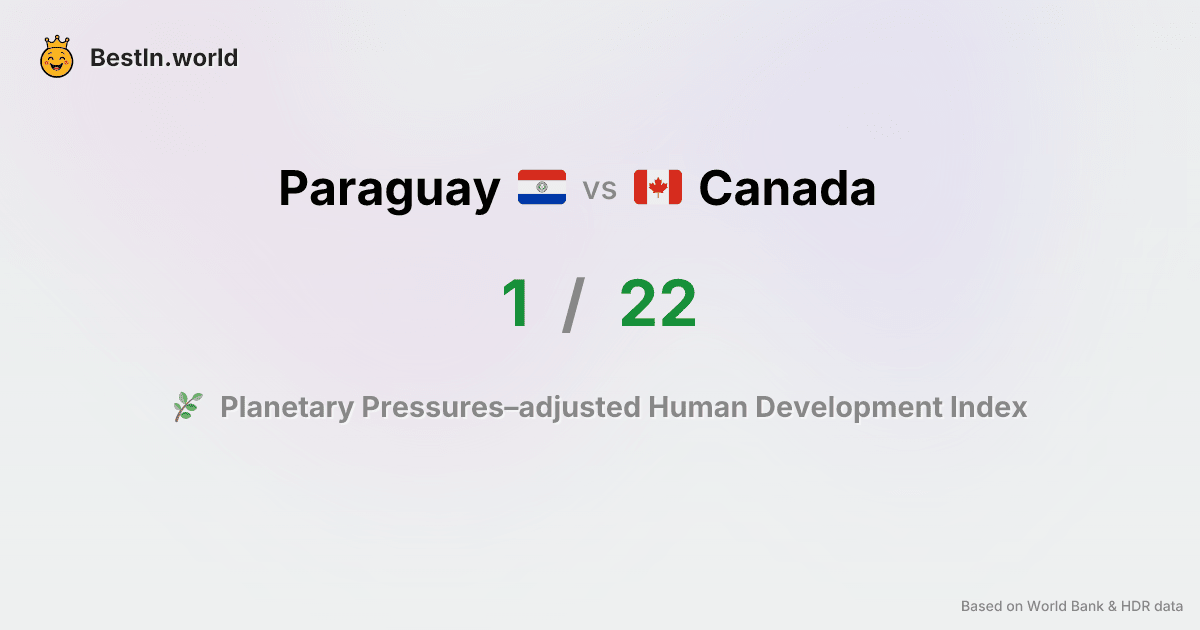 BestIn.world
Paraguay vs Canada
1 / 22
Planetary Pressures–adjusted Human Development Index
Based on World Bank & HDR data